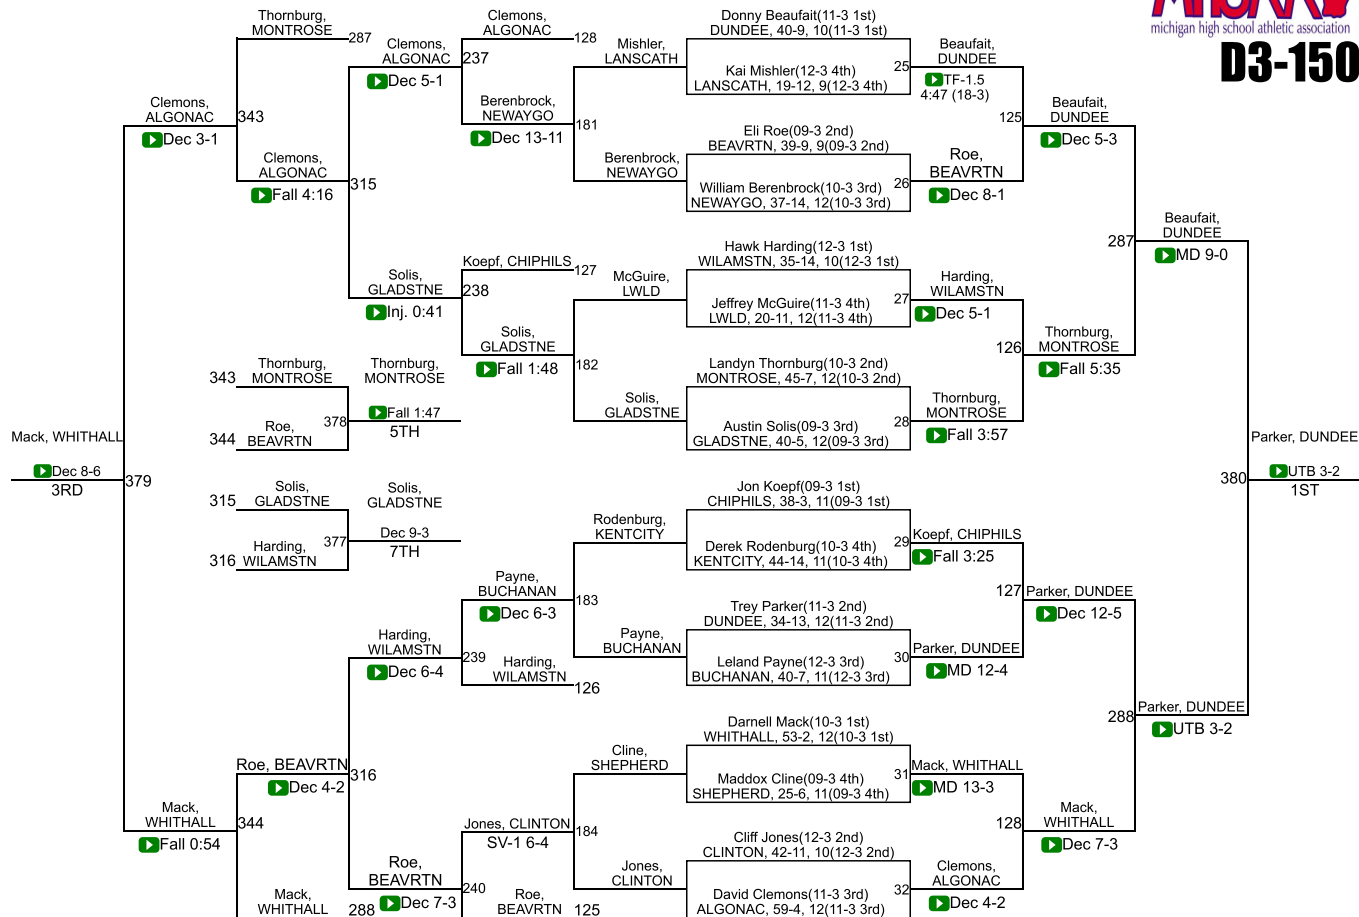 MHSAA
michigan high school athletic association
D3-150
Thornburg,
MONTROSE
287
Clemons,
ALGONAC
Dec 5-1
237
Clemons,
ALGONAC
128
Berenbrock,
NEWAYGO
Dec 13-11
181
Mishler,
LANSCATH
Berenbrock,
NEWAYGO
Donny Beaufait(11-3 1st)
DUNDEE, 40-9, 10(11-3 1st)
Kai Mishler(12-3 4th)
LANSCATH, 19-12, 9(12-3 4th)
25
Beaufait,
DUNDEE
TF-1.5
4:47 (18-3)
Eli Roe(09-3 2nd)
BEAVRTN, 39-9, 9(09-3 2nd)
William Berenbrock(10-3 3rd)
NEWAYGO, 37-14, 12(10-3 3rd)
26
Roe,
BEAVRTN
Dec 8-1
125
Beaufait,
DUNDEE
Dec 5-3
Clemons,
ALGONAC
Dec 3-1
343
Clemons,
ALGONAC
Fall 4:16
315
Solis,
GLADSTNE
Inj. 0:41
238
Koepf, CHIPHILS
127
Solis,
GLADSTNE
Fall 1:48
182
McGuire,
LWLD
Solis,
GLADSTNE
Hawk Harding(12-3 1st)
WILAMSTN, 35-14, 10(12-3 1st)
Jeffrey McGuire(11-3 4th)
LWLD, 20-11, 12(11-3 4th)
27
Harding,
WILAMSTN
Dec 5-1
Landyn Thornburg(10-3 2nd)
MONTROSE, 45-7, 12(10-3 2nd)
Austin Solis(09-3 3rd)
GLADSTNE, 40-5, 12(09-3 3rd)
28
Thornburg,
MONTROSE
Fall 3:57
126
Thornburg,
MONTROSE
Fall 5:35
287
Beaufait,
DUNDEE
MD 9-0
343
Thornburg,
MONTROSE
344
Roe,
BEAVRTN
378
Thornburg,
MONTROSE
Fall 1:47
5TH
Mack, WHITHALL
Dec 8-6
3RD
379
315
Solis,
GLADSTNE
316
Harding,
WILAMSTN
377
Solis,
GLADSTNE
Dec 9-3
7TH
380
Parker, DUNDEE
UTB 3-2
1ST
Rodenburg,
KENTCITY
Jon Koepf(09-3 1st)
CHIPHILS, 38-3, 11(09-3 1st)
Derek Rodenburg(10-3 4th)
KENTCITY, 44-14, 11(10-3 4th)
29
Koepf, CHIPHILS
Fall 3:25
Payne,
BUCHANAN
Dec 6-3
183
Payne,
BUCHANAN
Trey Parker(11-3 2nd)
DUNDEE, 34-13, 12(11-3 2nd)
Leland Payne(12-3 3rd)
BUCHANAN, 40-7, 11(12-3 3rd)
30
Parker, DUNDEE
MD 12-4
127
Parker, DUNDEE
Dec 12-5
Harding,
WILAMSTN
Dec 6-4
239
Harding,
WILAMSTN
126
288
Parker, DUNDEE
UTB 3-2
Roe, BEAVRTN
Dec 4-2
316
Cline,
SHEPHERD
Darnell Mack(10-3 1st)
WHITHALL, 53-2, 12(10-3 1st)
Maddox Cline(09-3 4th)
SHEPHERD, 25-6, 11(09-3 4th)
31
Mack, WHITHALL
MD 13-3
Mack,
WHITHALL
Fall 0:54
344
Jones, CLINTON
SV-1 6-4
184
Jones,
CLINTON
Cliff Jones(12-3 2nd)
CLINTON, 42-11, 10(12-3 2nd)
David Clemons(11-3 3rd)
ALGONAC, 59-4, 12(11-3 3rd)
32
Clemons,
ALGONAC
Dec 4-2
128
Mack,
WHITHALL
Dec 7-3
Mack,
WHITHALL
288
Roe,
BEAVRTN
Dec 7-3
240
Roe,
BEAVRTN
125